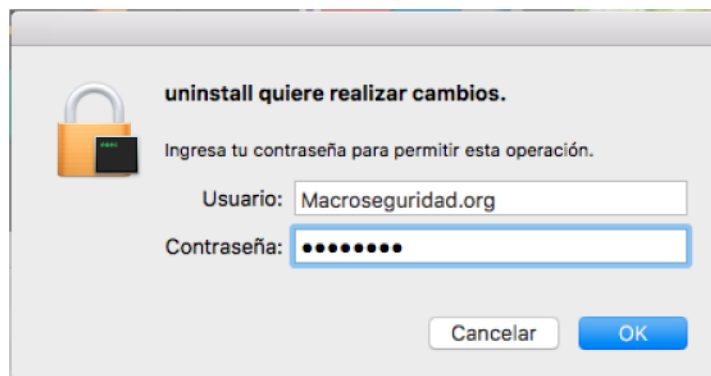 uninstall quiere realizar cambios.
Ingresa tu contraseña para permitir esta operación.
Usuario: Macroseguridad.org
Contraseña: ••••••••
Cancelar OK